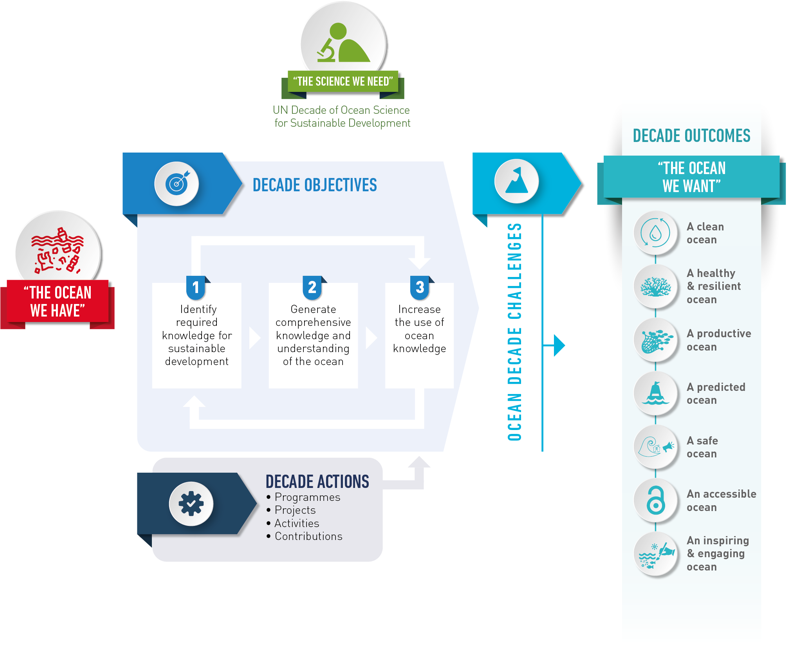 “THE SCIENCE WE NEED”
UN Decade of Ocean Science
for Sustainable Development
“THE OCEAN
WE HAVE”
DECADE OBJECTIVES
1
Identify
required
knowledge for
sustainable
development
2
Generate
comprehensive
knowledge and
understanding
of the ocean
3
Increase
the use of
ocean
knowledge
DECADE ACTIONS
• Programmes
• Projects
• Activities
• Contributions
OCEAN DECADE CHALLENGES
DECADE OUTCOMES
“THE OCEAN
WE WANT”
A clean
ocean
A healthy
& resilient
ocean
A productive
ocean
A predicted
ocean
A safe
ocean
An accessible
ocean
An inspiring
& engaging
ocean